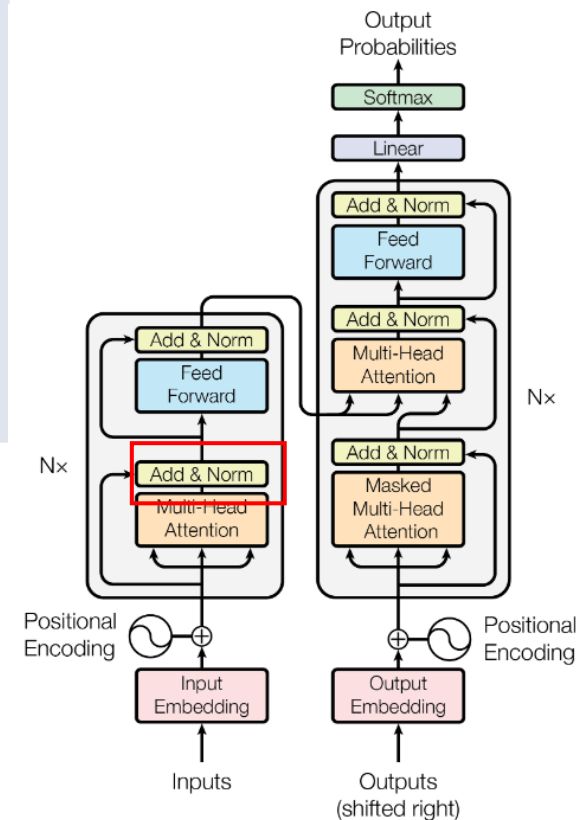 Output
Probabilities
Softmax
Linear
Add & Norm
Feed
Forward
Add & Norm
Multi-Head
Attention
Add & Norm
Masked
Multi-Head
Attention
N×
Add & Norm
Feed
Forward
Add & Norm
Multi-Head
Attention
N×
Positional
Encoding
Positional
Encoding
Input
Embedding
Output
Embedding
Inputs
Outputs
(shifted right)